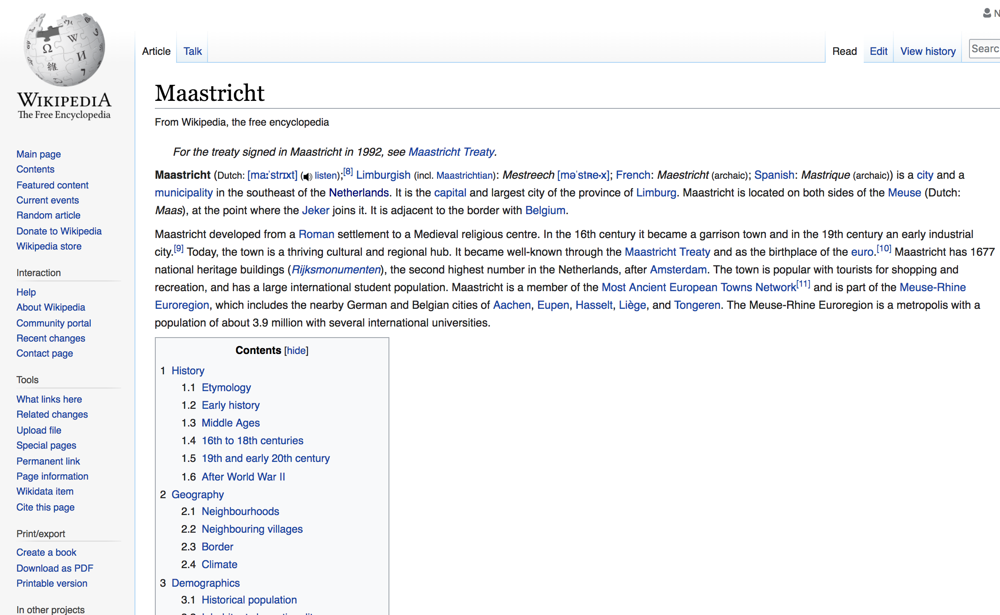 WIKIPEDIA
The Free Encyclopedia
Main page
Contents
Featured content
Current events
Random article
Donate to Wikipedia
Wikipedia store
Interaction
Help
About Wikipedia
Community portal
Recent changes
Contact page
Tools
What links here
Related changes
Upload file
Special pages
Permanent link
Page information
Wikidata item
Cite this page
Print/export
Create a book
Download as PDF
Printable version
In other projects
N
Article Talk
Read Edit View history Searc
Maastricht
From Wikipedia, the free encyclopedia
For the treaty signed in Maastricht in 1992, see Maastricht Treaty.
Maastricht (Dutch: [maːˈstrɪxt] (listen);[8] Limburgish (incl. Maastrichtian): Mestreech [məˈstʀeˑx]; French: Maestricht (archaic); Spanish: Mastrique (archaic)) is a city and a
municipality in the southeast of the Netherlands. It is the capital and largest city of the province of Limburg. Maastricht is located on both sides of the Meuse (Dutch:
Maas), at the point where the Jeker joins it. It is adjacent to the border with Belgium.
Maastricht developed from a Roman settlement to a Medieval religious centre. In the 16th century it became a garrison town and in the 19th century an early industrial
city.[9] Today, the town is a thriving cultural and regional hub. It became well-known through the Maastricht Treaty and as the birthplace of the euro.[10] Maastricht has 1677
national heritage buildings (Rijksmonumenten), the second highest number in the Netherlands, after Amsterdam. The town is popular with tourists for shopping and
recreation, and has a large international student population. Maastricht is a member of the Most Ancient European Towns Network[11] and is part of the Meuse-Rhine
Euroregion, which includes the nearby German and Belgian cities of Aachen, Eupen, Hasselt, Liège, and Tongeren. The Meuse-Rhine Euroregion is a metropolis with a
population of about 3.9 million with several international universities.
Contents [hide]
1 History
1.1 Etymology
1.2 Early history
1.3 Middle Ages
1.4 16th to 18th centuries
1.5 19th and early 20th century
1.6 After World War II
2 Geography
2.1 Neighbourhoods
2.2 Neighbouring villages
2.3 Border
2.4 Climate
3 Demographics
3.1 Historical population